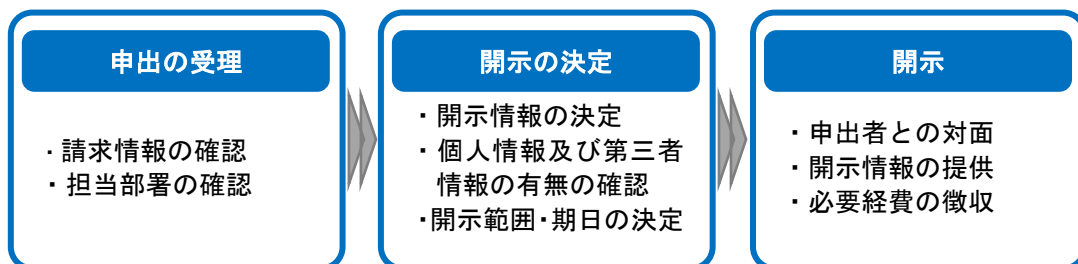 申出の受理
・請求情報の確認
・担当部署の確認
開示の決定
・開示情報の決定
・個人情報及び第三者
情報の有無の確認
・開示範囲・期日の決定
開示
・申出者との対面
・開示情報の提供
・必要経費の徴収